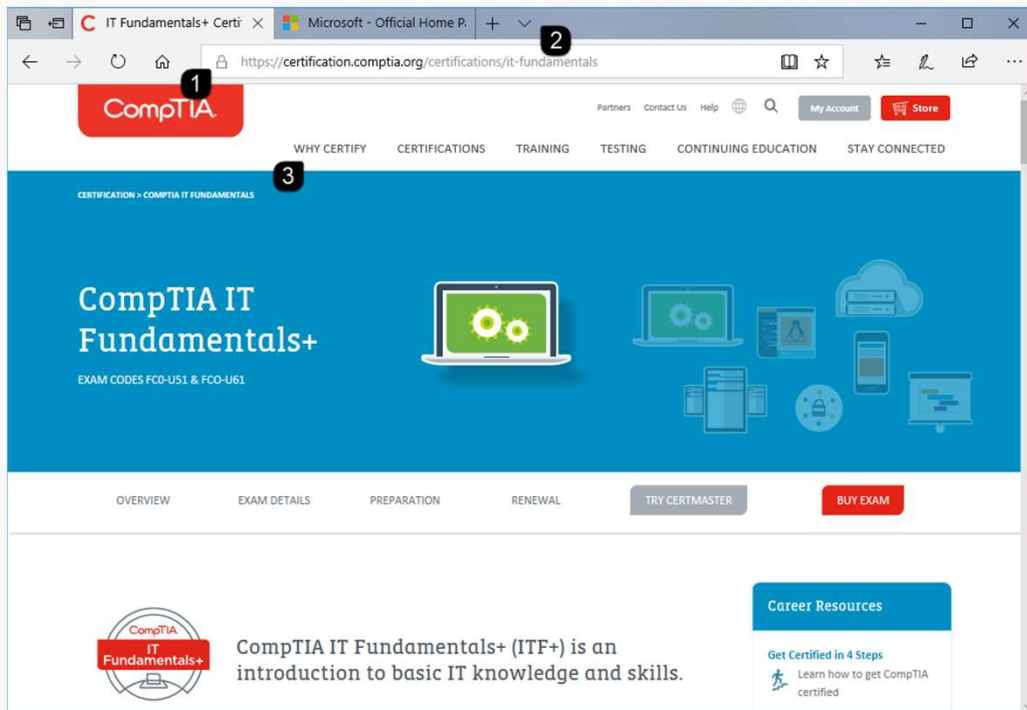 IT Fundamentals+ Certi
Microsoft - Official Home P
2
https://certification.comptia.org/certifications/it-fundamentals
1
CompTIA
Partners Contact Us Help My Account Store
WHY CERTIFY CERTIFICATIONS TRAINING TESTING CONTINUING EDUCATION STAY CONNECTED
3
CERTIFICATION > COMPTIA IT FUNDAMENTALS
CompTIA IT
Fundamentals+
EXAM CODES FC0-U51 & FCO-U61
OVERVIEW EXAM DETAILS PREPARATION RENEWAL TRY CERTMASTER BUY EXAM
CompTIA
IT
Fundamentals+
CompTIA IT Fundamentals+ (ITF+) is an
introduction to basic IT knowledge and skills.
Career Resources
Get Certified in 4 Steps
Learn how to get CompTIA
certified